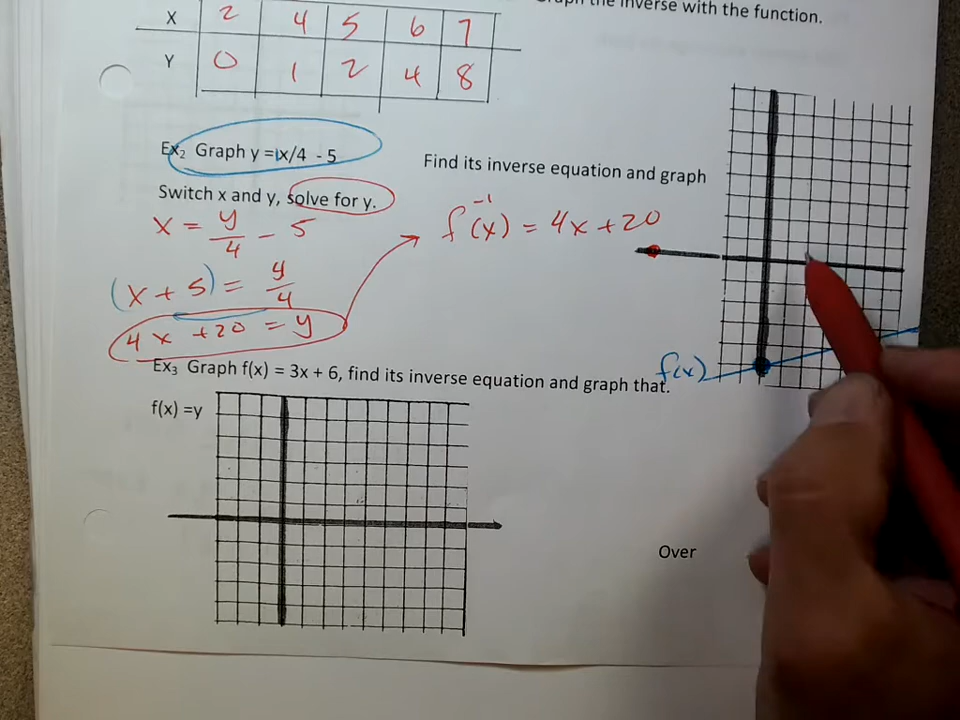 the inverse with the function.
X 2 4 5 6 7
Y 0 1 2 4 8
Ex2 Graph y = 1x/4 - 5
Find its inverse equation and graph
Switch x and y, solve for y.
x = y/4 - 5
f⁻¹(x) = 4x + 20
(x + 5) = y/4
4x + 20 = y
f(x)
Ex3 Graph f(x) = 3x + 6, find its inverse equation and graph that.
f(x) =y
Over